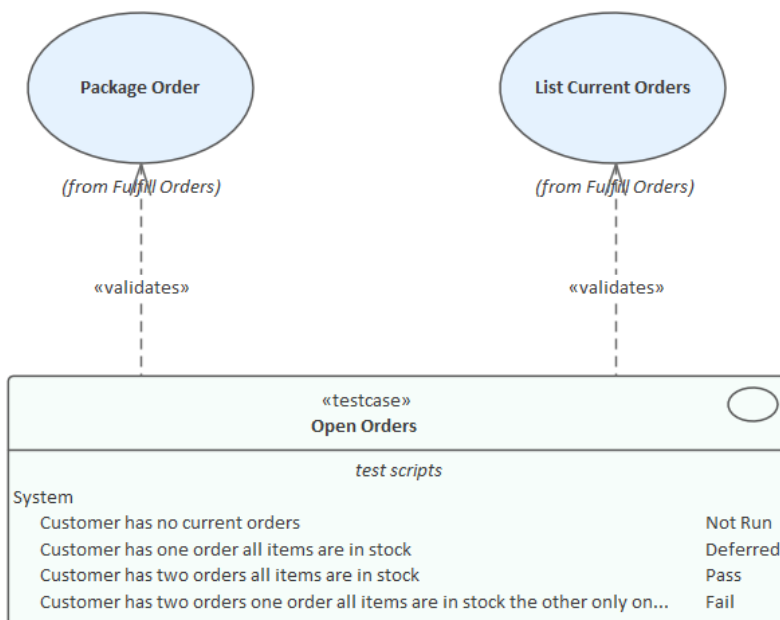 Package Order
List Current Orders
(from Fulfill Orders)
(from Fulfill Orders)
«validates»
«validates»
«testcase»
Open Orders
test scripts
System
Customer has no current orders Not Run
Customer has one order all items are in stock Deferred
Customer has two orders all items are in stock Pass
Customer has two orders one order all items are in stock the other only on... Fail